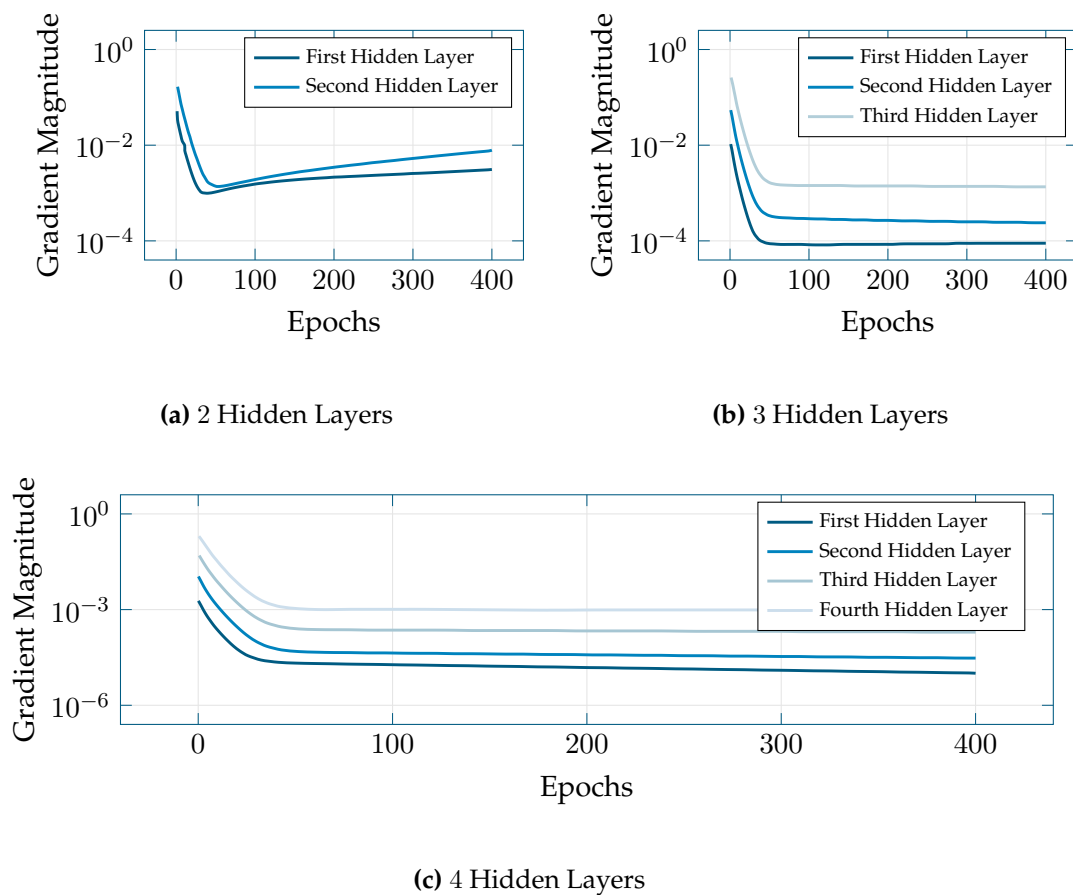 Gradient Magnitude
10^0
10^−2
10^−4
First Hidden Layer
Second Hidden Layer
0 100 200 300 400
Epochs
(a) 2 Hidden Layers
Gradient Magnitude
10^0
10^−2
10^−4
First Hidden Layer
Second Hidden Layer
Third Hidden Layer
0 100 200 300 400
Epochs
(b) 3 Hidden Layers
Gradient Magnitude
10^0
10^−3
10^−6
First Hidden Layer
Second Hidden Layer
Third Hidden Layer
Fourth Hidden Layer
0 100 200 300 400
Epochs
(c) 4 Hidden Layers